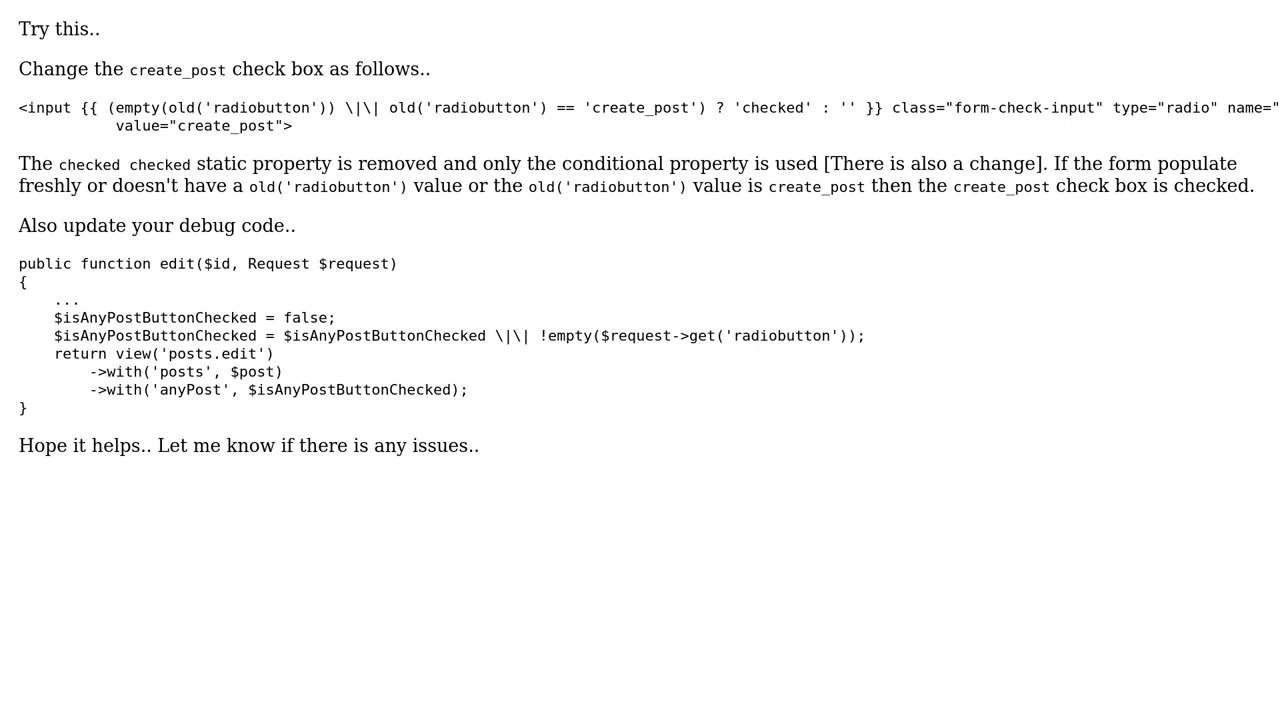 Try this..
Change the create_post check box as follows..
<input {{ (empty(old('radiobutton')) \|\| old('radiobutton') == 'create_post') ? 'checked' : '' }} class="form-check-input" type="radio" name="
value="create_post">
The checked checked static property is removed and only the conditional property is used [There is also a change]. If the form populate
freshly or doesn't have a old('radiobutton') value or the old('radiobutton') value is create_post then the create_post check box is checked.
Also update your debug code..
public function edit($id, Request $request)
{
    ...
    $isAnyPostButtonChecked = false;
    $isAnyPostButtonChecked = $isAnyPostButtonChecked \|\| !empty($request->get('radiobutton'));
    return view('posts.edit')
        ->with('posts', $post)
        ->with('anyPost', $isAnyPostButtonChecked);
}
Hope it helps.. Let me know if there is any issues..